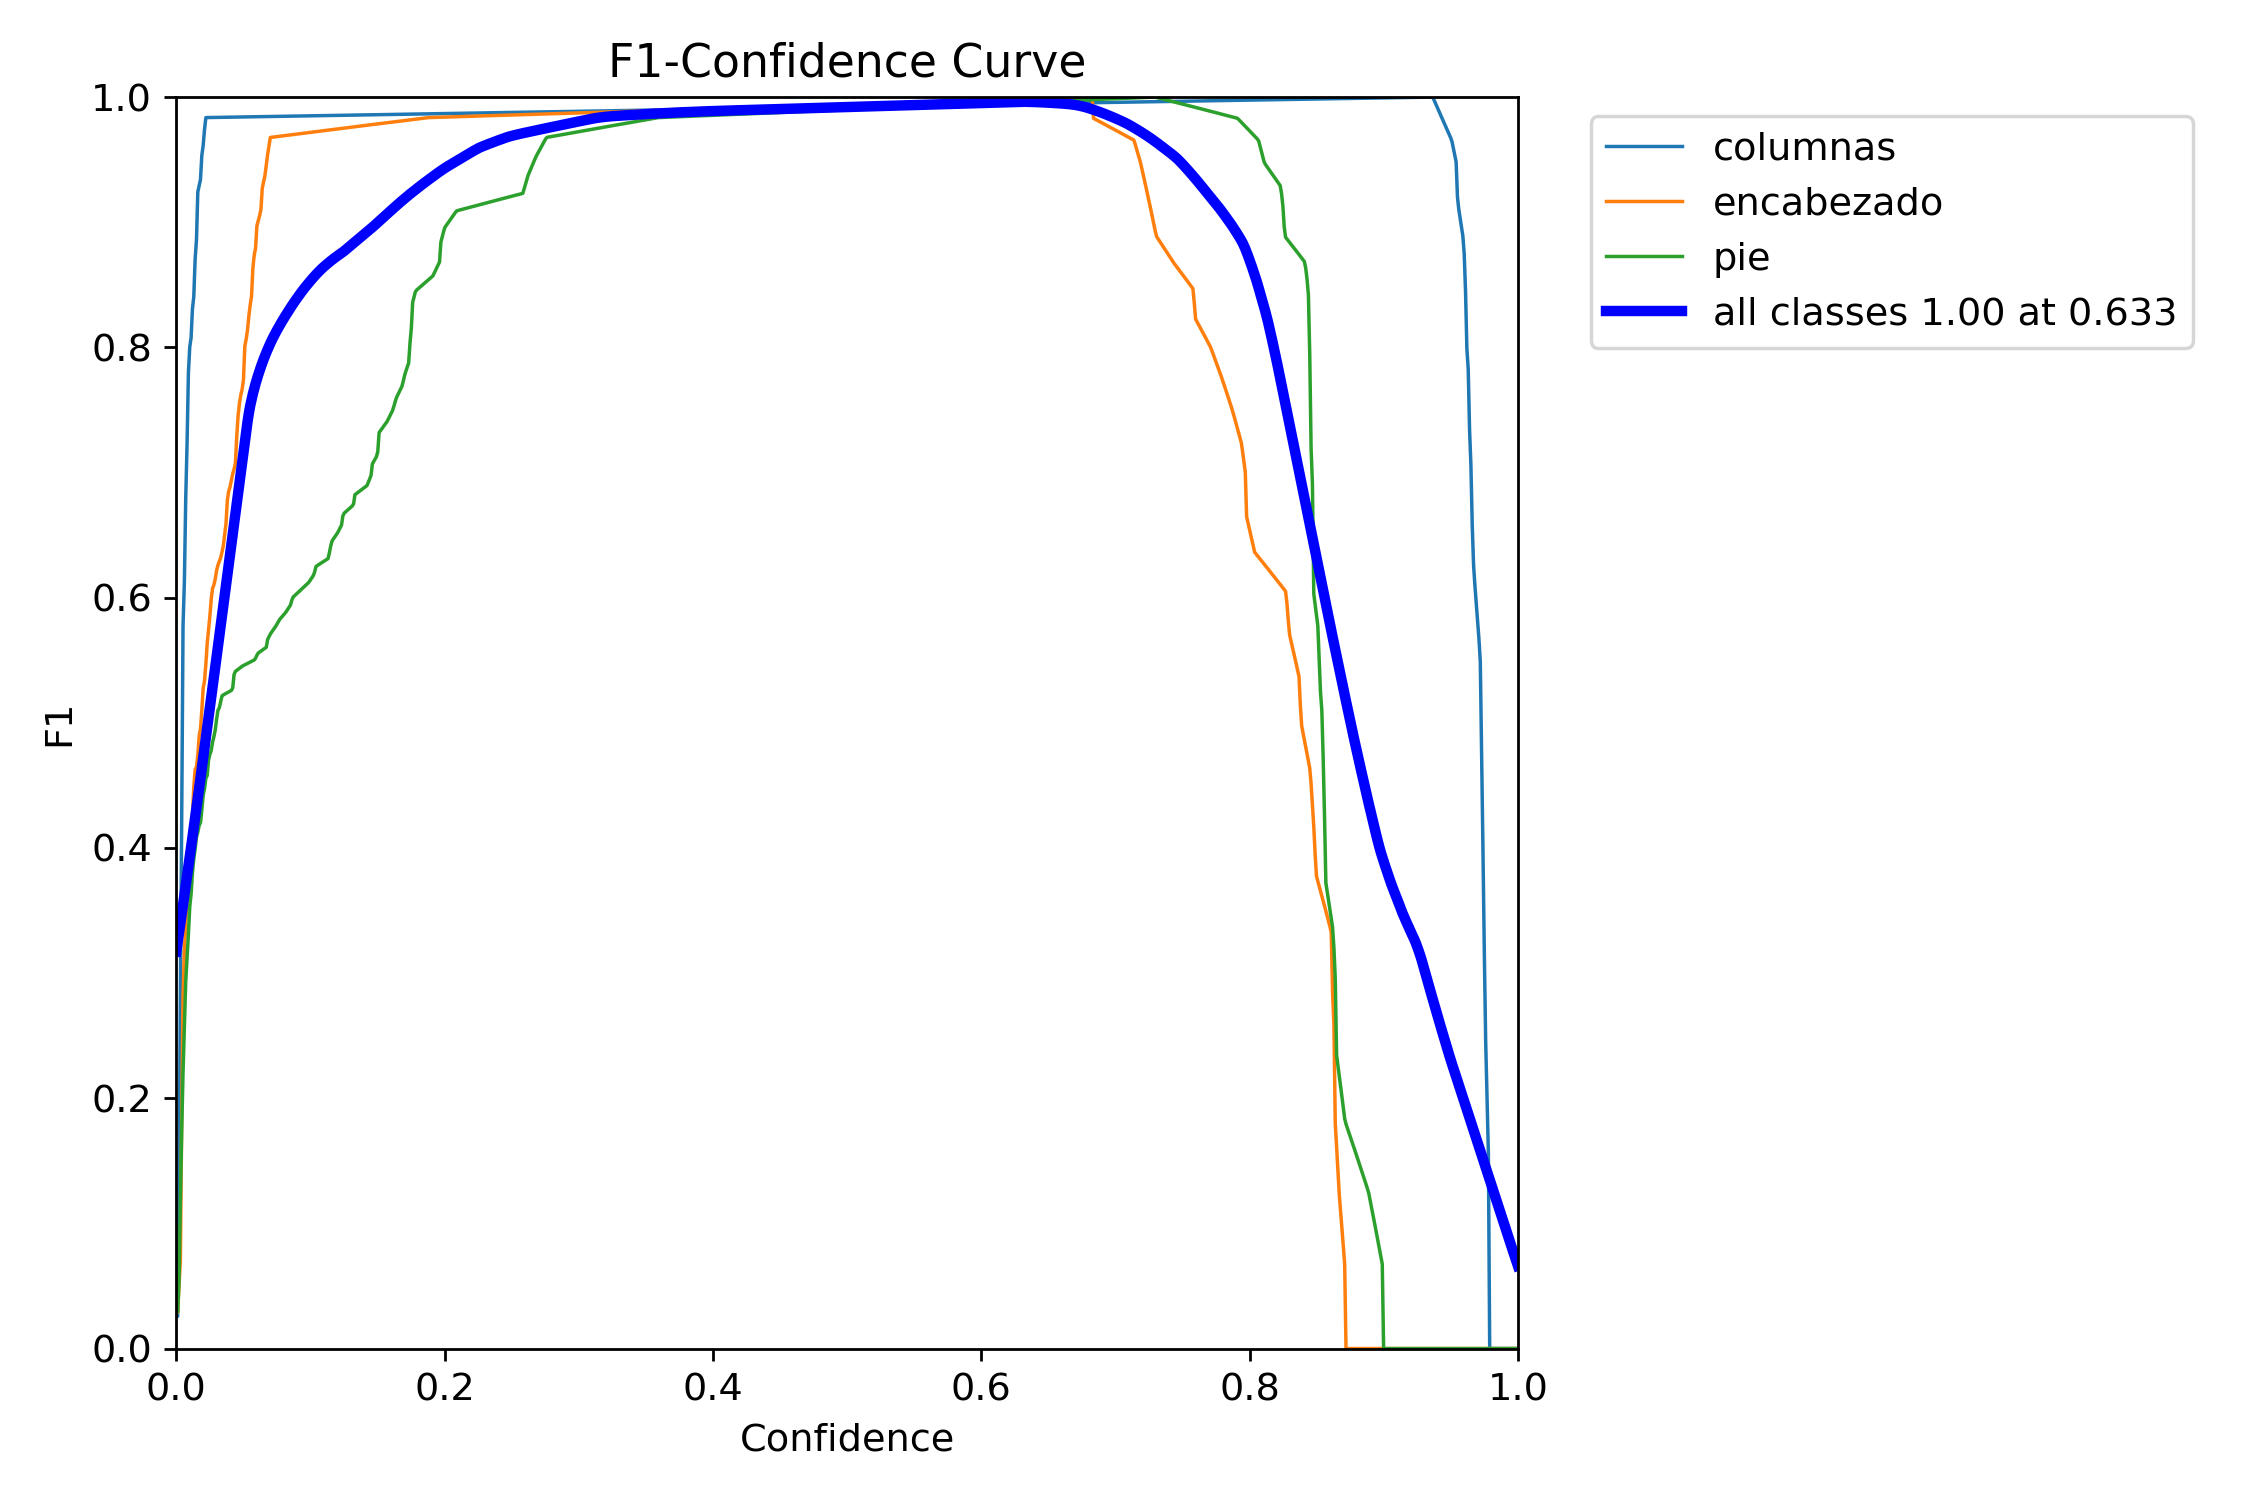 F1-Confidence Curve
1.0
0.8
0.6
0.4
0.2
0.0
F1
0.0 0.2 0.4 0.6 0.8 1.0
Confidence
columnas
encabezado
pie
all classes 1.00 at 0.633